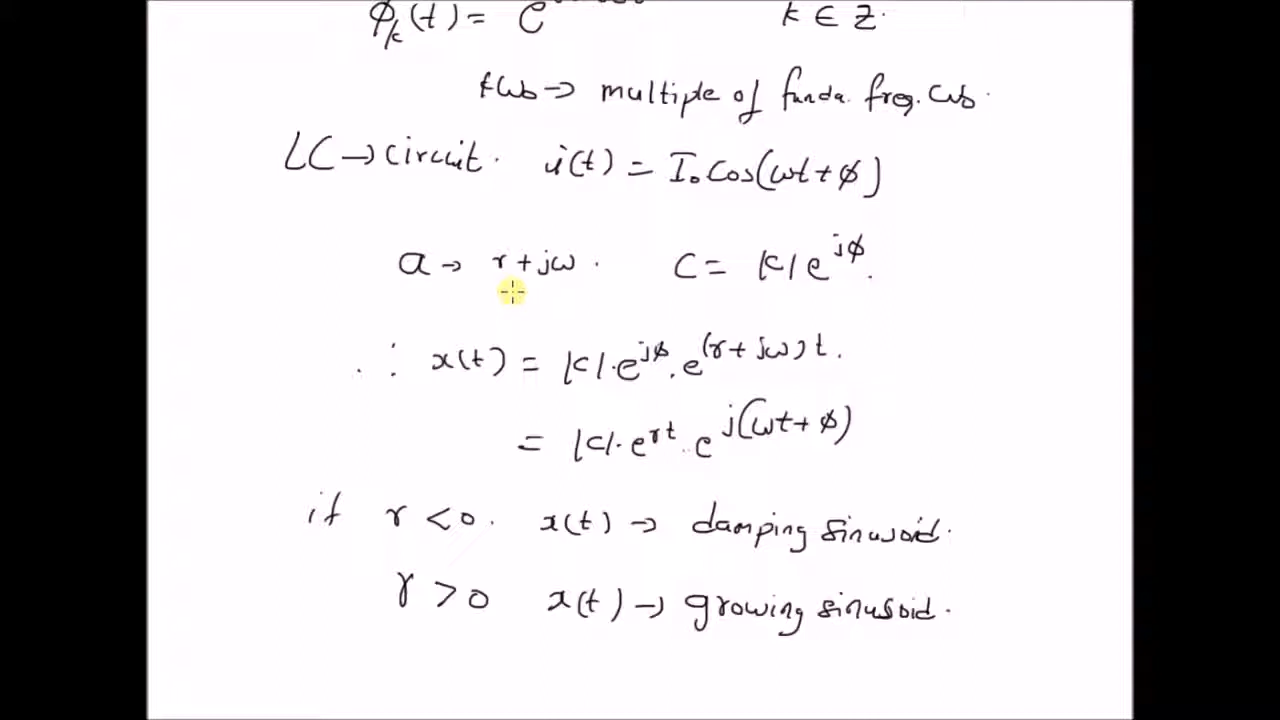 ϕₖ(t) = e k ∈ Z.
kω₀ → multiple of funda. freq. ω₀.
LC → circuit. i(t) = I₀ Cos(ωt + ϕ)
a → r + jω. C = |C| e^{jϕ}.
∴ x(t) = |C|. e^{jϕ}. e^{(r + jω)t}.
= |C|. e^{rt}. e^{j(ωt + ϕ)}
if r < 0. x(t) → damping sinusoid.
r > 0 x(t) → growing sinusoid.